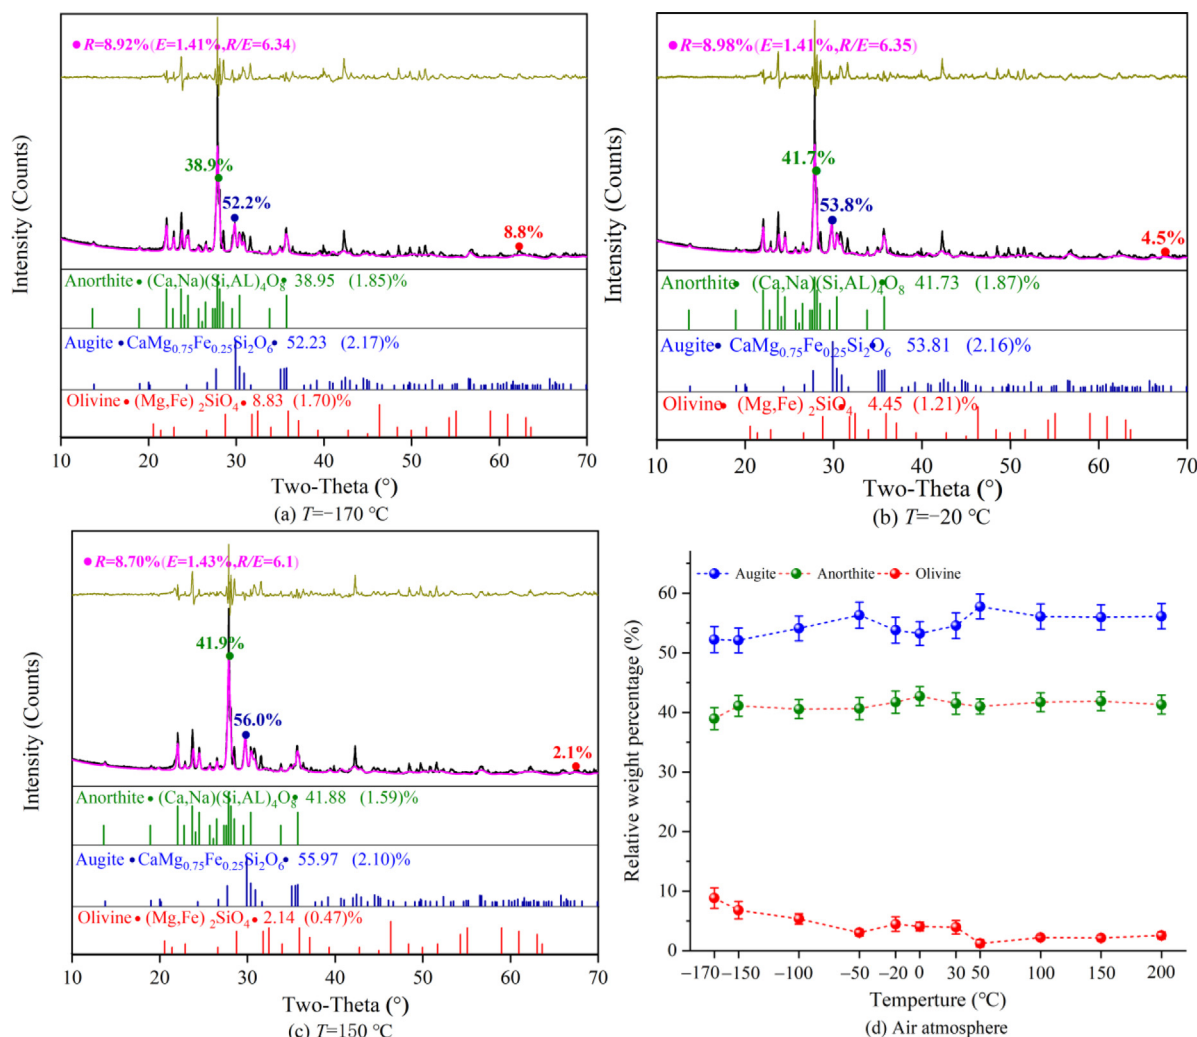 R=8.92%(E=1.41%,R/E=6.34)
Intensity (Counts)
38.9%
52.2%
8.8%
Anorthite • (Ca,Na)(Si,AL)4O8 38.95 (1.85)%
Augite • CaMg0.75Fe0.25Si2O6 • 52.23 (2.17)%
Olivine • (Mg,Fe) 2SiO4 • 8.83 (1.70)%
10 20 30 40 50 60 70
Two-Theta (°)
(a) T=−170 °C
R=8.98%(E=1.41%,R/E=6.35)
Intensity (Counts)
41.7%
53.8%
4.5%
Anorthite (Ca,Na)(Si,AL)4O8 41.73 (1.87)%
Augite • CaMg0.75Fe0.25Si2O6 53.81 (2.16)%
Olivine • (Mg,Fe) 2SiO4 4.45 (1.21)%
10 20 30 40 50 60 70
Two-Theta (°)
(b) T=−20 °C
R=8.70%(E=1.43%,R/E=6.1)
Intensity (Counts)
41.9%
56.0%
2.1%
Anorthite • (Ca,Na)(Si,AL)4O8 41.88 (1.59)%
Augite • CaMg0.75Fe0.25Si2O6 • 55.97 (2.10)%
Olivine • (Mg,Fe) 2SiO4 • 2.14 (0.47)%
10 20 30 40 50 60 70
Two-Theta (°)
(c) T=150 °C
Augite Anorthite Olivine
Relative weight percentage (%)
60
50
40
30
20
10
0
−170 −150 −100 −50 −20 0 30 50 100 150 200
Temperture (°C)
(d) Air atmosphere